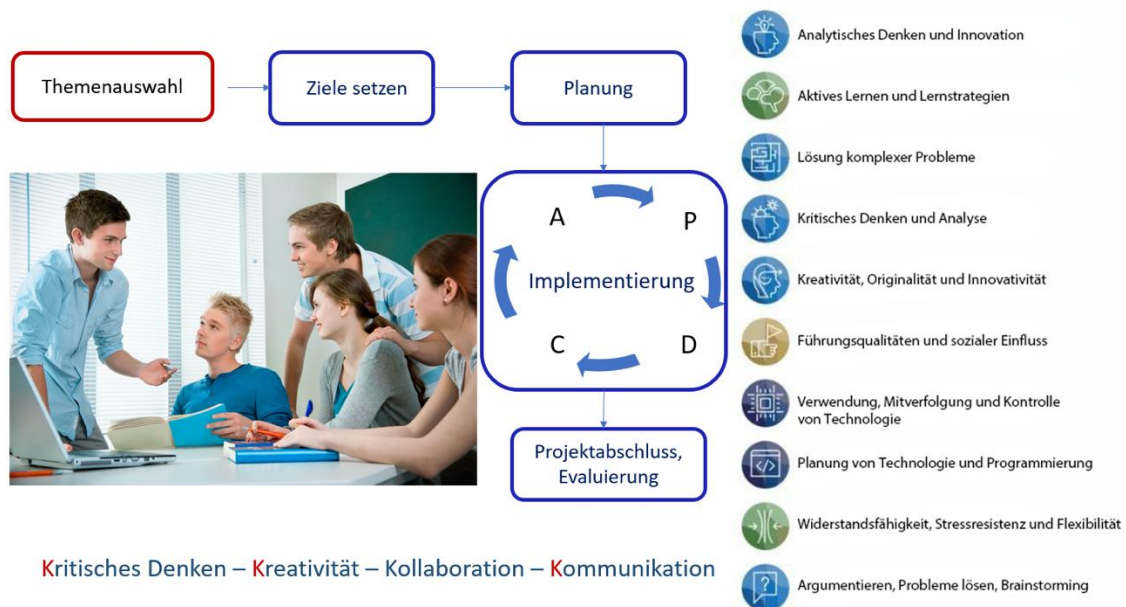 Themenauswahl
Ziele setzen
Planung
A
P
Implementierung
C
D
Projektabschluss,
Evaluierung
Kritisches Denken – Kreativität – Kollaboration – Kommunikation
Analytisches Denken und Innovation
Aktives Lernen und Lernstrategien
Lösung komplexer Probleme
Kritisches Denken und Analyse
Kreativität, Originalität und Innovativität
Führungsqualitäten und sozialer Einfluss
Verwendung, Mitverfolgung und Kontrolle
von Technologie
Planung von Technologie und Programmierung
Widerstandsfähigkeit, Stressresistenz und Flexibilität
Argumentieren, Probleme lösen, Brainstorming